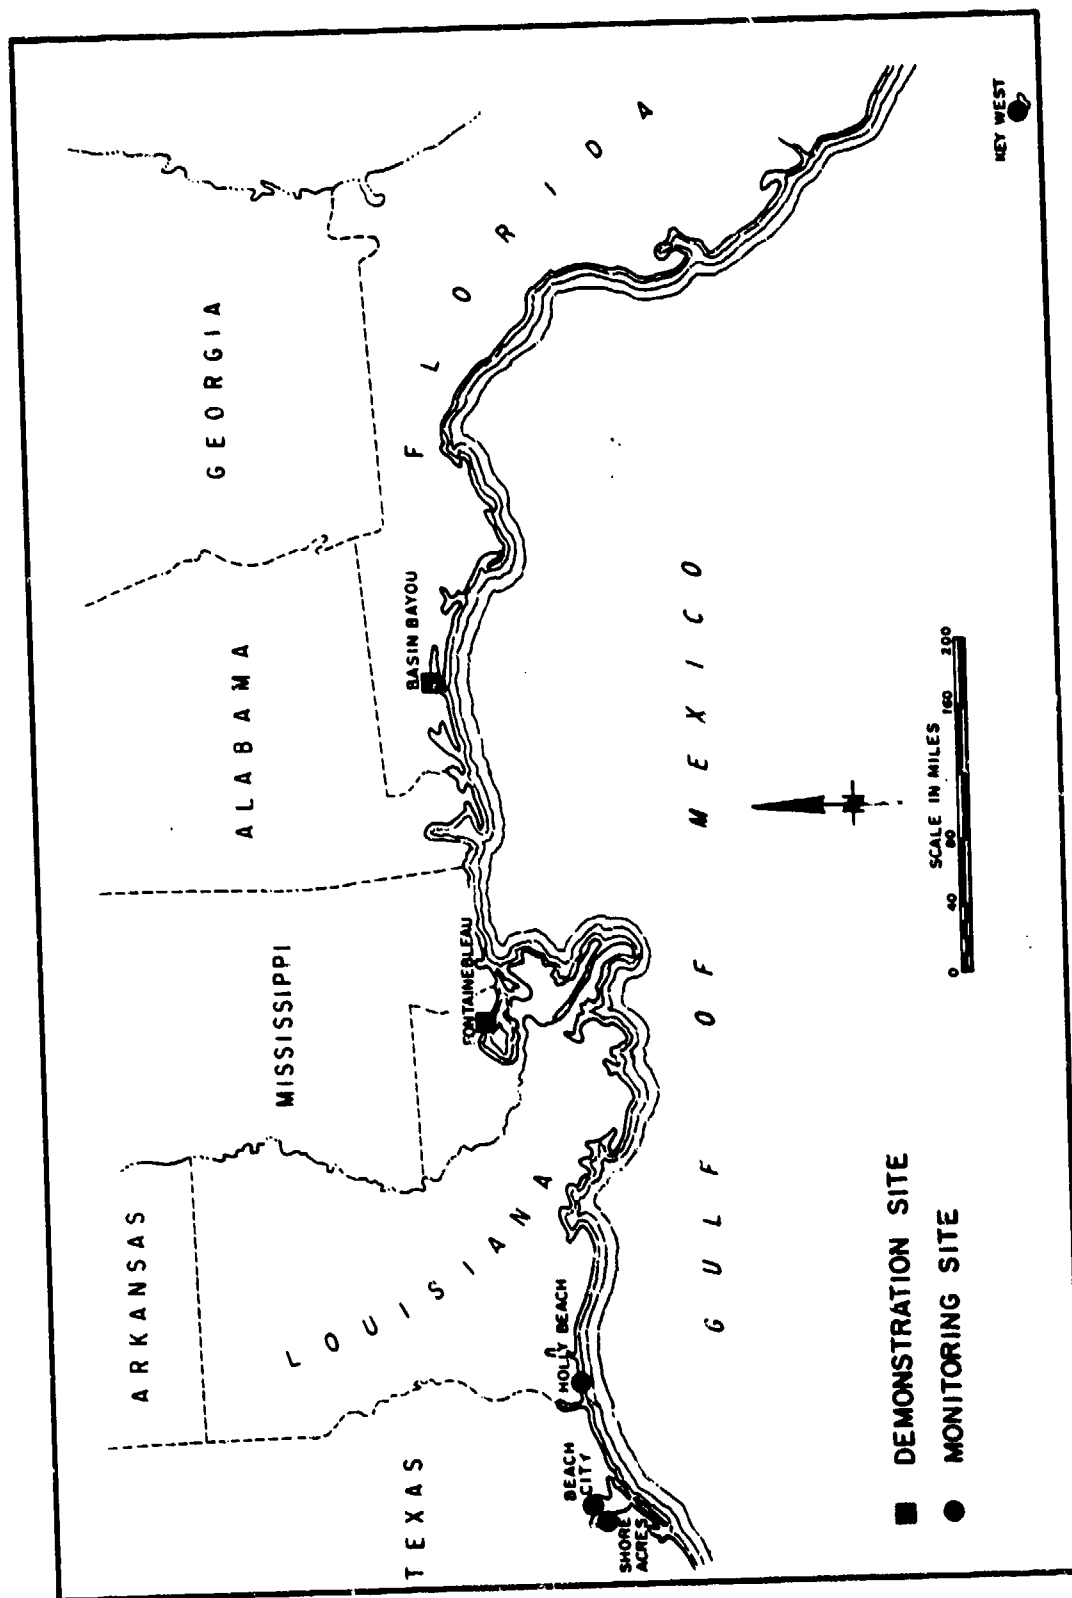 ARKANSAS
MISSISSIPPI
ALABAMA
GEORGIA
TEXAS
LOUISIANA
FLORIDA
FONTAINEBLEAU
BASIN BAYOU
BEACH
CITY
SHORE
ACRES
HOLLY BEACH
KEY WEST
GULF OF MEXICO
SCALE IN MILES
0 40 80 160 200
DEMONSTRATION SITE
MONITORING SITE